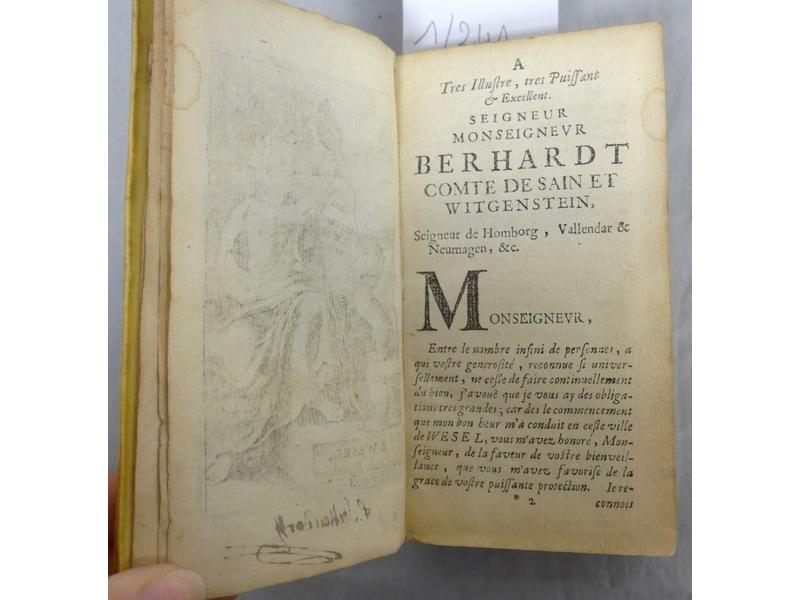 1/241
A
Tres Illuſtre, tres Puiſſant
& Excellent.
SEIGNEUR
MONSEIGNEVR
BERHARDT
COMTE DE SAIN ET
WITGENSTEIN,
Seigneur de Homborg, Vallendar &
Neumagen, &c.
MONSEIGNEVR,
Entre le nombre infini de perſonnes, a
qui voſtre generoſité, reconnue ſi univer-
ſellement, ne ceſſe de faire continuellement
du bien, j'avouë que je vous ay des obliga-
tions tres grandes; car des le commencement
que mon bon heur m'a conduit en ceſte ville
de WESEL, vous m'avez honoré, Mon-
ſeigneur, de la faveur de voſtre bienveil-
lance, que vous m'avez favoriſe de la
grace de voſtre puiſſante protection. Ie re-
* 2
connois